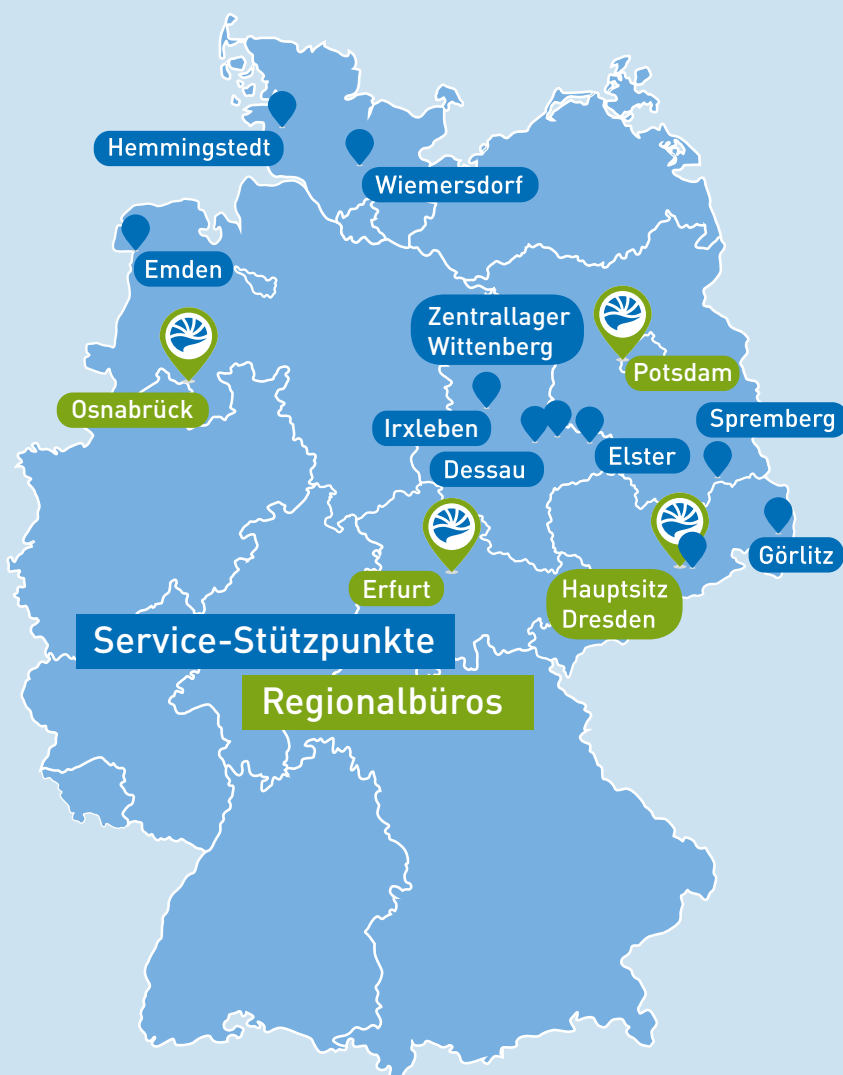 Hemmingstedt
Wiemersdorf
Emden
Zentrallager
Wittenberg
Potsdam
Osnabrück
Irxleben
Spremberg
Dessau
Elster
Görlitz
Erfurt
Hauptsitz
Dresden
Service-Stützpunkte
Regionalbüros